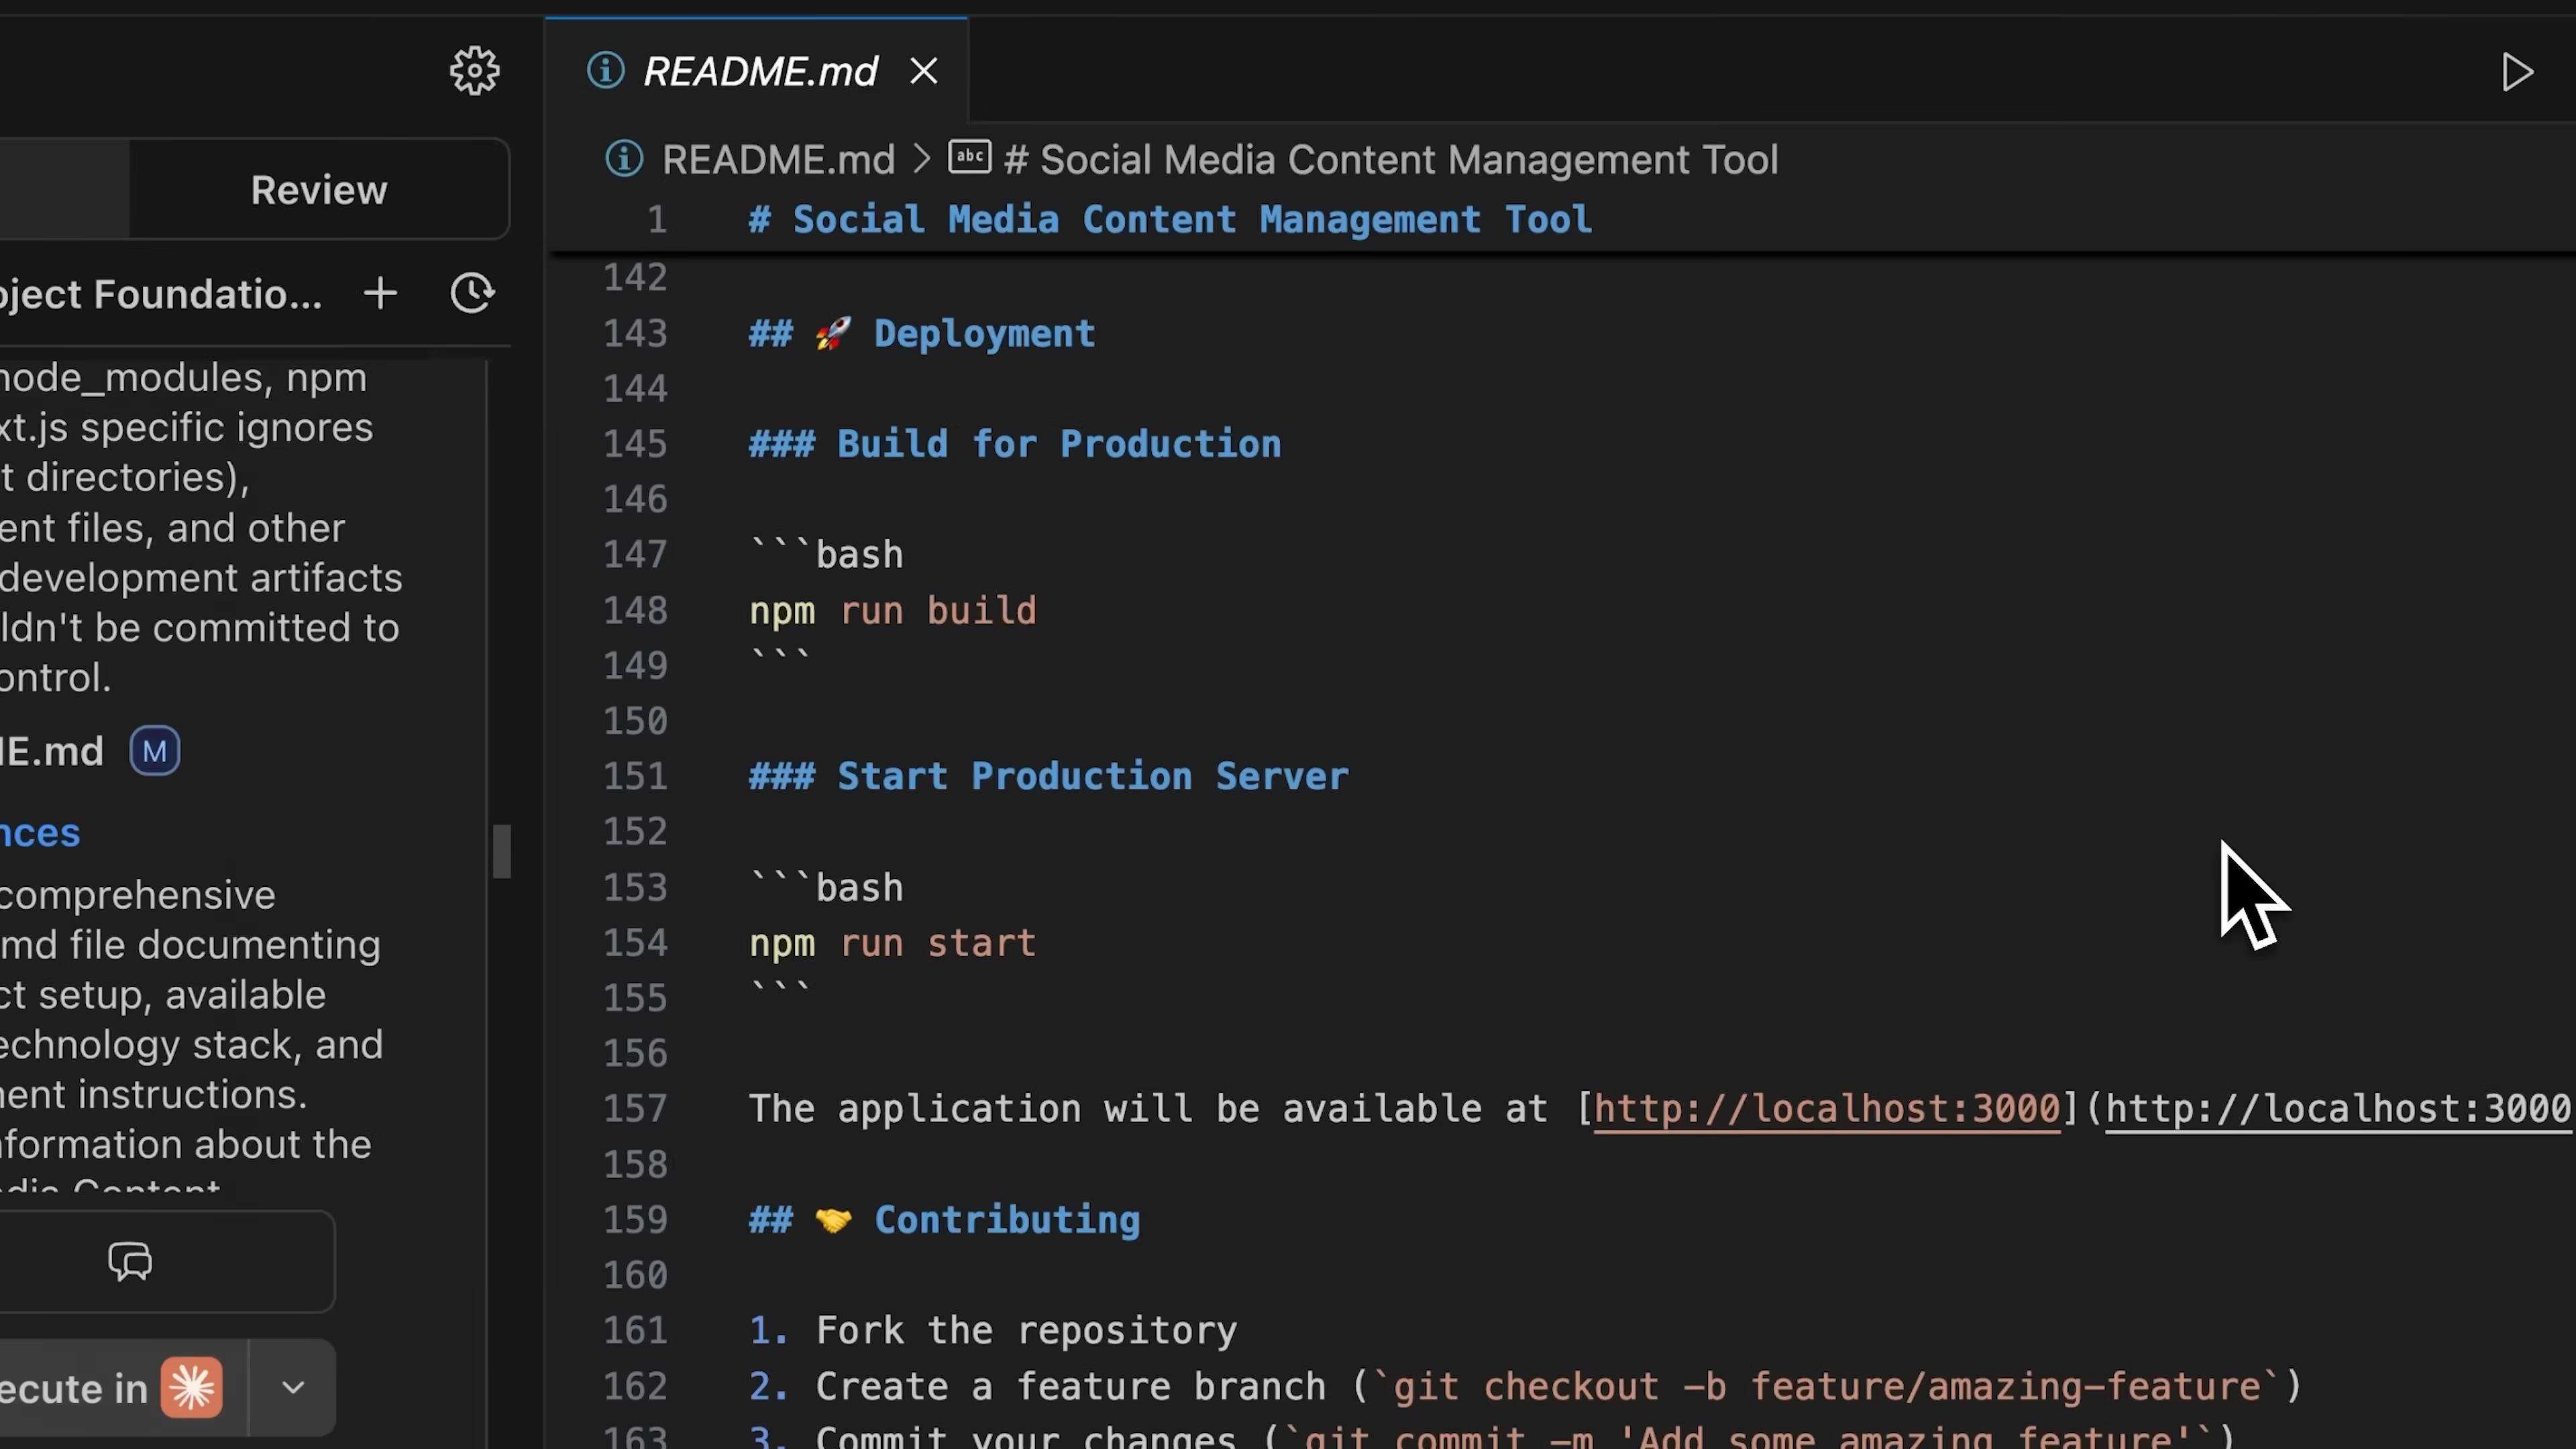 Review
oject Foundatio...
node_modules, npm
xt.js specific ignores
t directories),
ent files, and other
development artifacts
ldn't be committed to
ontrol.
IE.md M
nces
comprehensive
md file documenting
ct setup, available
echnology stack, and
ent instructions.
nformation about the
ecute in
README.md
README.md > abc # Social Media Content Management Tool
1 # Social Media Content Management Tool
142
143 ## 🚀 Deployment
144
145 ### Build for Production
146
147 ```bash
148 npm run build
149 ```
150
151 ### Start Production Server
152
153 ```bash
154 npm run start
155 ```
156
157 The application will be available at [http://localhost:3000](http://localhost:3000
158
159 ## 🤝 Contributing
160
161 1. Fork the repository
162 2. Create a feature branch (`git checkout -b feature/amazing-feature`)
163 3. Commit your changes (`git commit -m 'Add some amazing feature'`)